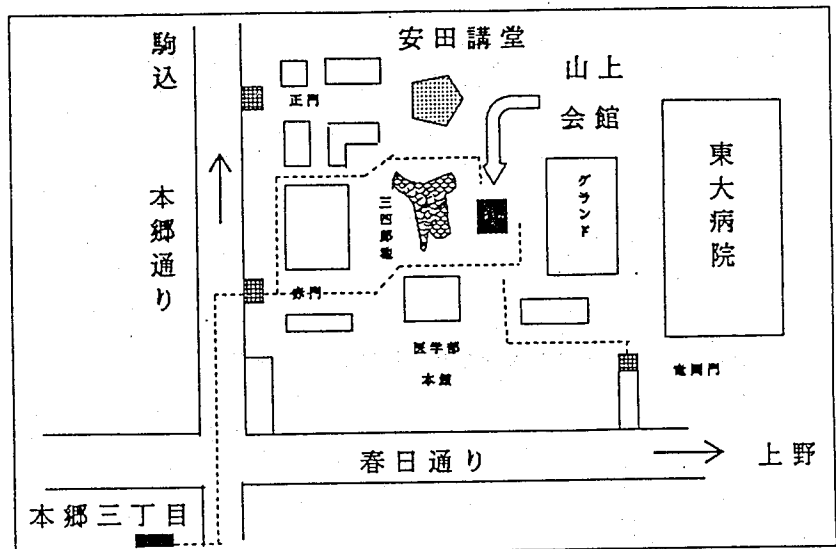 安田講堂
駒込
山上
会館
正門
東大病院
グランド
本郷通り
三四郎池
赤門
医学部
本館
竜岡門
春日通り
上野
本郷三丁目